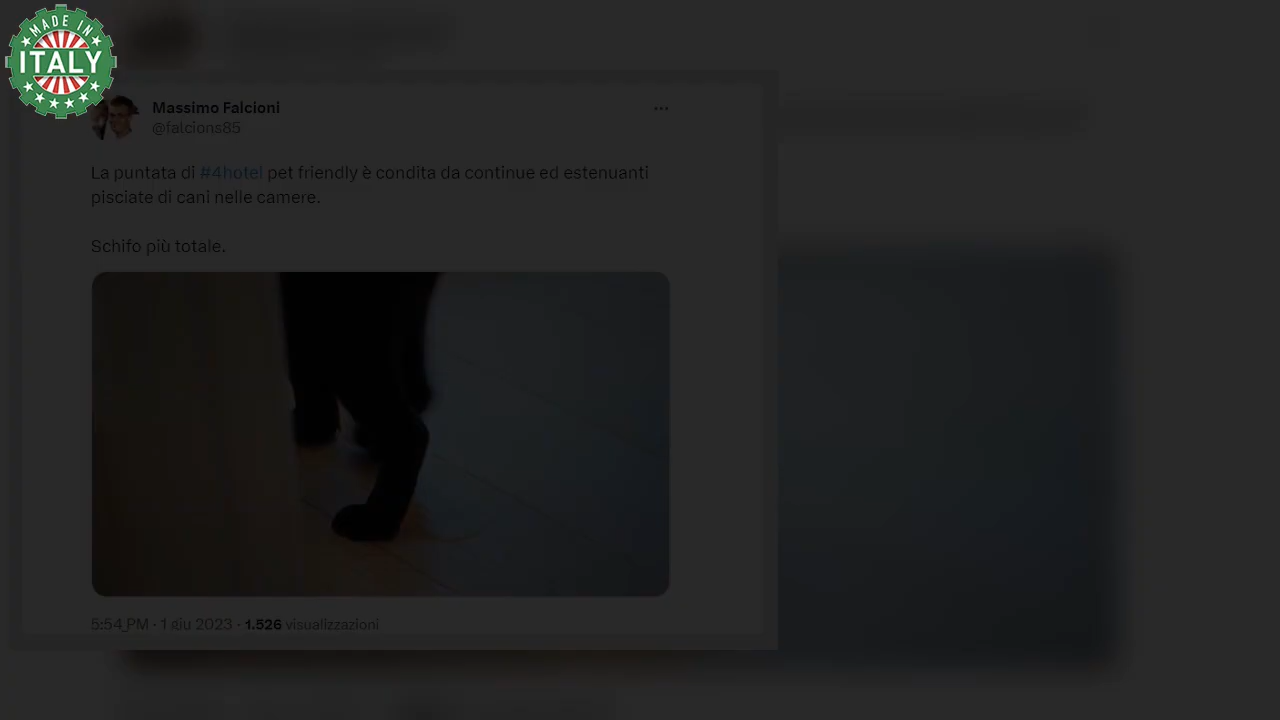 MADE IN
ITALY
Massimo Falcioni
@falcions85
La puntata di #4hotel pet friendly è condita da continue ed estenuanti
pisciate di cani nelle camere.
Schifo più totale.
5:54 PM · 1 giu 2023 · 1.526 visualizzazioni